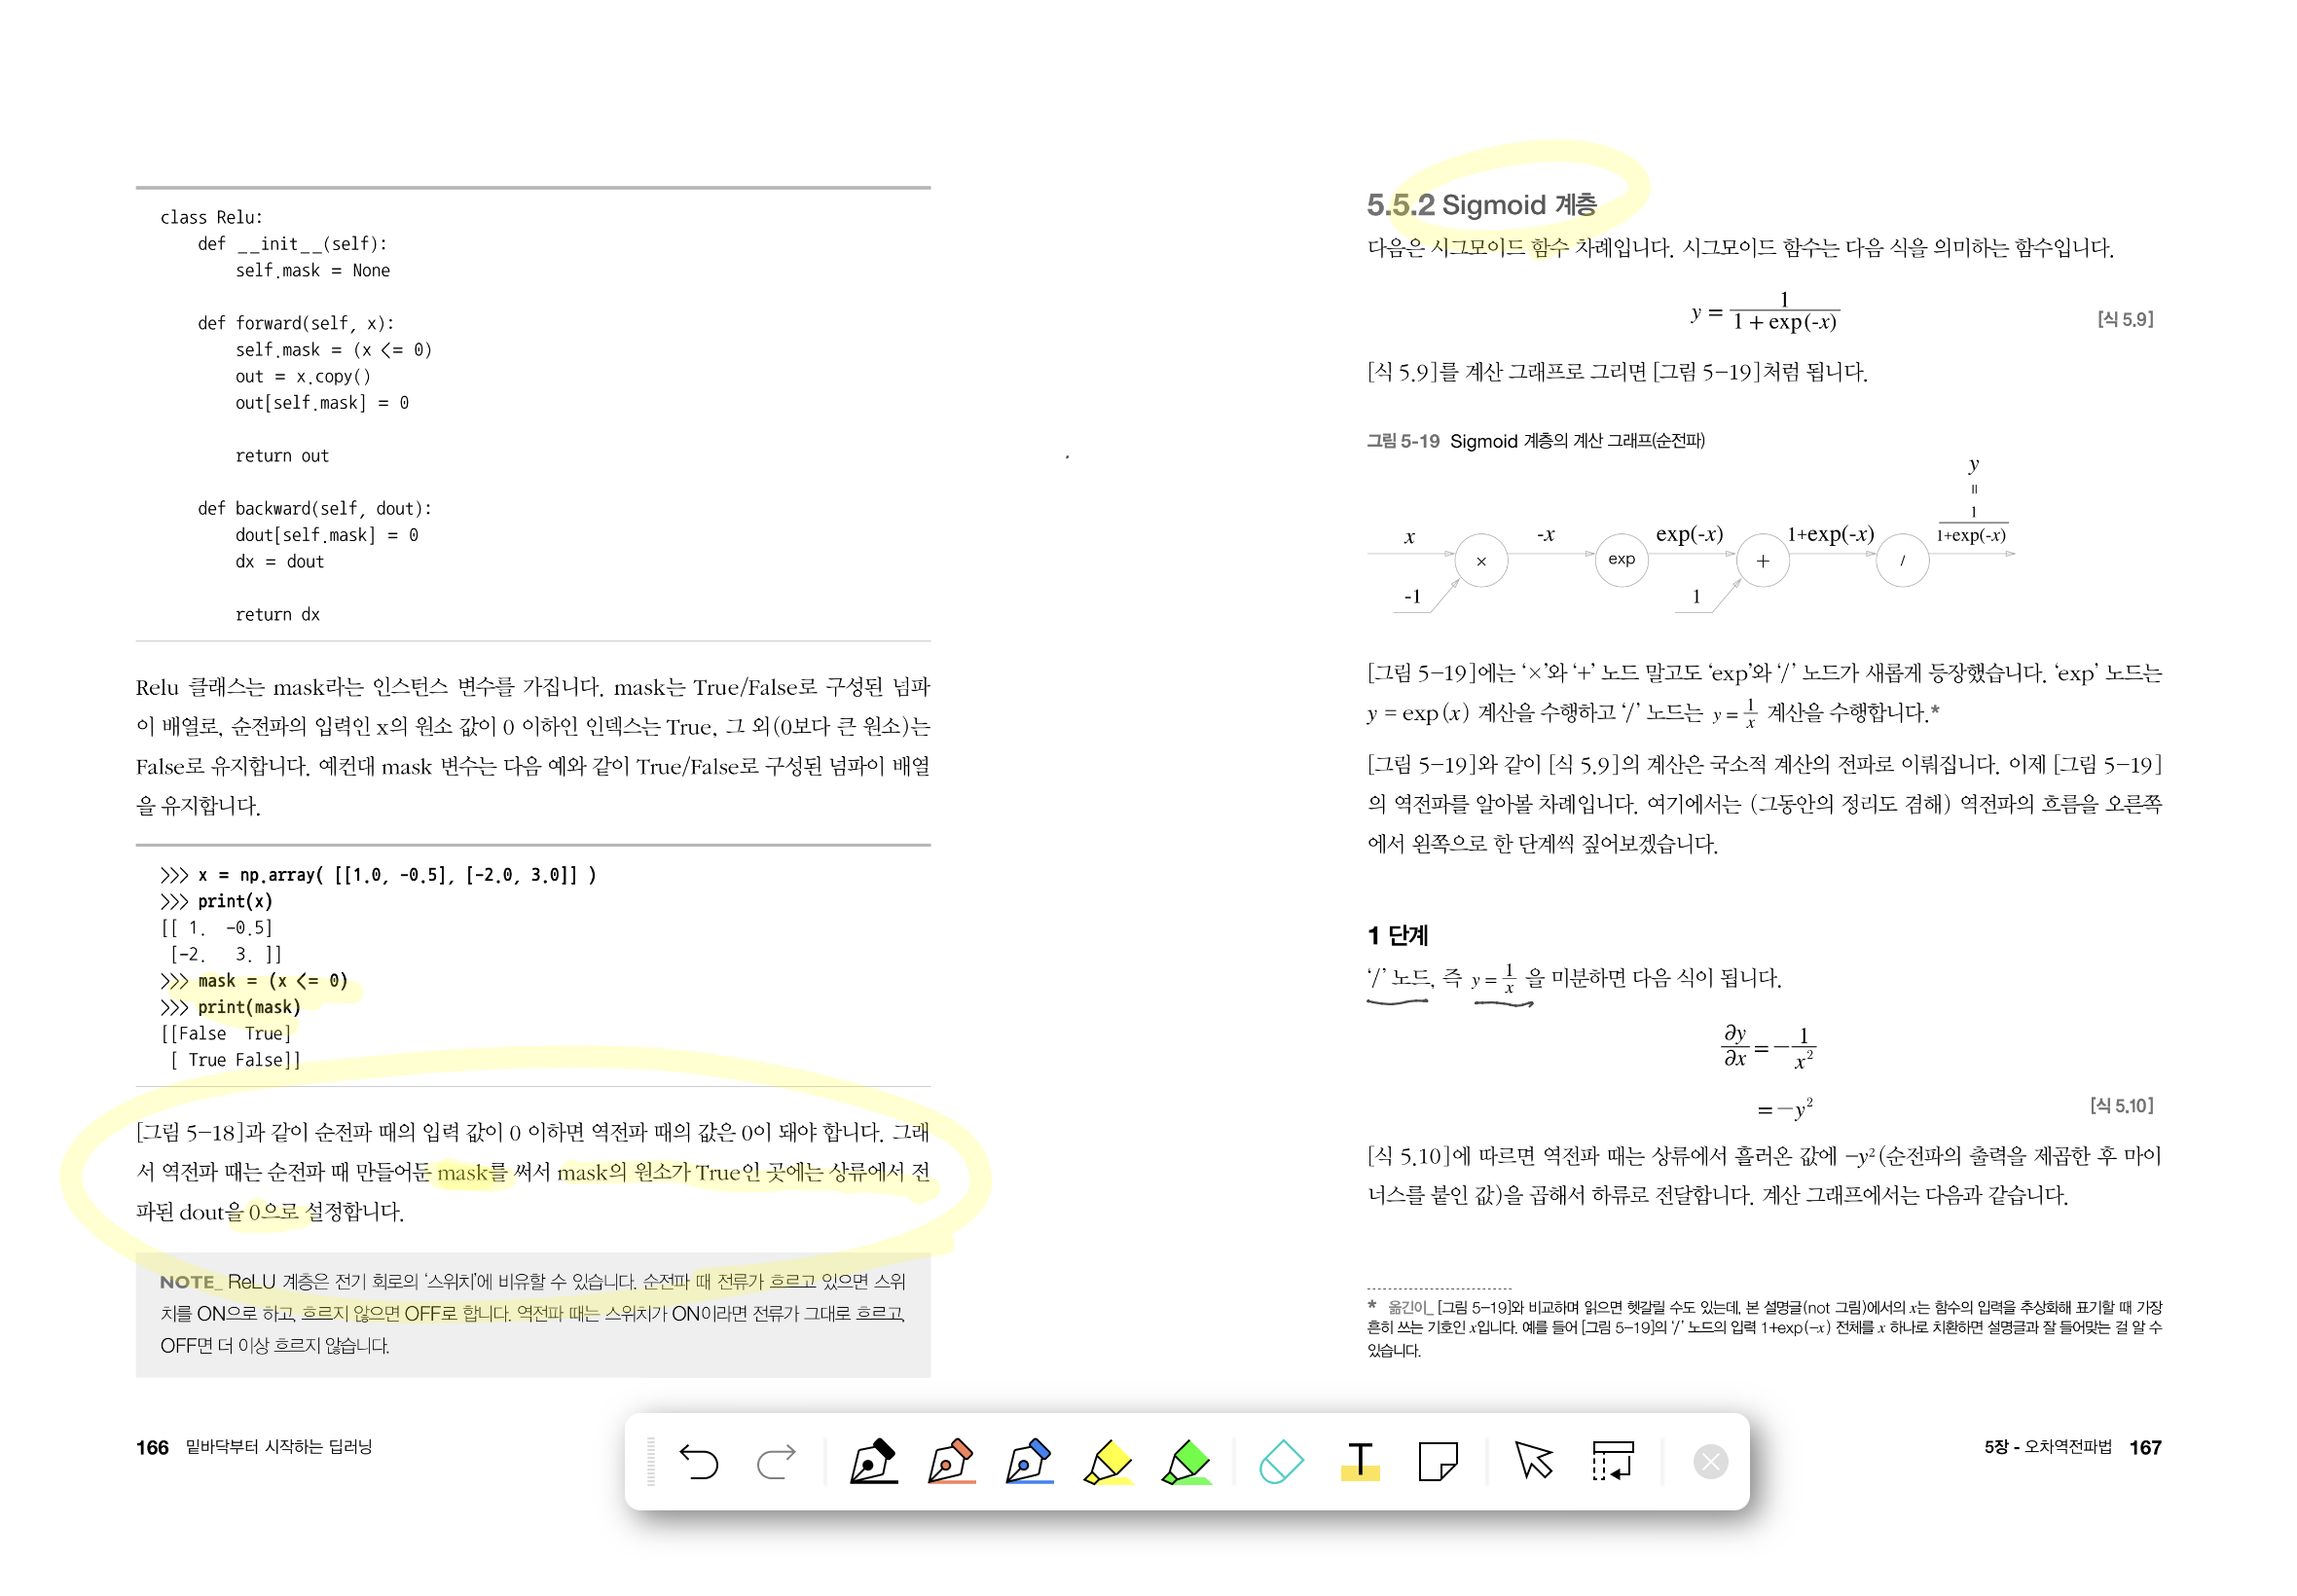 class Relu:
    def __init__(self):
        self.mask = None
    def forward(self, x):
        self.mask = (x <= 0)
        out = x.copy()
        out[self.mask] = 0
        return out
    def backward(self, dout):
        dout[self.mask] = 0
        dx = dout
        return dx
Relu 클래스는 mask라는 인스턴스 변수를 가집니다. mask는 True/False로 구성된 넘파
이 배열로, 순전파의 입력인 x의 원소 값이 0 이하인 인덱스는 True, 그 외(0보다 큰 원소)는
False로 유지합니다. 예컨대 mask 변수는 다음 예와 같이 True/False로 구성된 넘파이 배열
을 유지합니다.
>>> x = np.array( [[1.0, -0.5], [-2.0, 3.0]] )
>>> print(x)
[[ 1.  -0.5]
 [-2.   3. ]]
>>> mask = (x <= 0)
>>> print(mask)
[[False  True]
 [ True False]]
[그림 5-18]과 같이 순전파 때의 입력 값이 0 이하면 역전파 때의 값은 0이 돼야 합니다. 그래
서 역전파 때는 순전파 때 만들어둔 mask를 써서 mask의 원소가 True인 곳에는 상류에서 전
파된 dout을 0으로 설정합니다.
NOTE_ ReLU 계층은 전기 회로의 ‘스위치’에 비유할 수 있습니다. 순전파 때 전류가 흐르고 있으면 스위
치를 ON으로 하고, 흐르지 않으면 OFF로 합니다. 역전파 때는 스위치가 ON이라면 전류가 그대로 흐르고,
OFF면 더 이상 흐르지 않습니다.
166 밑바닥부터 시작하는 딥러닝
5.5.2 Sigmoid 계층
다음은 시그모이드 함수 차례입니다. 시그모이드 함수는 다음 식을 의미하는 함수입니다.
y = 1 / (1 + exp(-x)) [식 5.9]
[식 5.9]를 계산 그래프로 그리면 [그림 5-19]처럼 됩니다.
그림 5-19 Sigmoid 계층의 계산 그래프(순전파)
y
=
x -x exp(-x) 1+exp(-x) 1 / 1+exp(-x)
× exp + /
-1 1
[그림 5-19]에는 ‘×’와 ‘+’ 노드 말고도 ‘exp’와 ‘/’ 노드가 새롭게 등장했습니다. ‘exp’ 노드는
y = exp(x) 계산을 수행하고 ‘/’ 노드는 y = 1/x 계산을 수행합니다.*
[그림 5-19]와 같이 [식 5.9]의 계산은 국소적 계산의 전파로 이뤄집니다. 이제 [그림 5-19]
의 역전파를 알아볼 차례입니다. 여기에서는 (그동안의 정리도 겸해) 역전파의 흐름을 오른쪽
에서 왼쪽으로 한 단계씩 짚어보겠습니다.
1 단계
‘/’ 노드, 즉 y = 1/x 을 미분하면 다음 식이 됩니다.
∂y/∂x = -1/x²
= -y² [식 5.10]
[식 5.10]에 따르면 역전파 때는 상류에서 흘러온 값에 -y²(순전파의 출력을 제곱한 후 마이
너스를 붙인 값)을 곱해서 하류로 전달합니다. 계산 그래프에서는 다음과 같습니다.
* 옮긴이_ [그림 5-19]와 비교하며 읽으면 헷갈릴 수도 있는데, 본 설명글(not 그림)에서의 x는 함수의 입력을 추상화해 표기할 때 가장
흔히 쓰는 기호인 x입니다. 예를 들어 [그림 5-19]의 ‘/’ 노드의 입력 1+exp(-x) 전체를 x 하나로 치환하면 설명글과 잘 들어맞는 걸 알 수
있습니다.
5장 - 오차역전파법 167
T